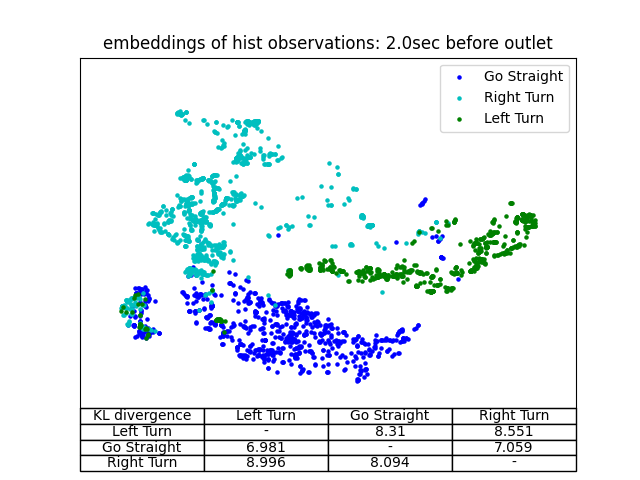 embeddings of hist observations: 2.0sec before outlet
Go Straight
Right Turn
Left Turn
KL divergence Left Turn Go Straight Right Turn
Left Turn - 8.31 8.551
Go Straight 6.981 - 7.059
Right Turn 8.996 8.094 -